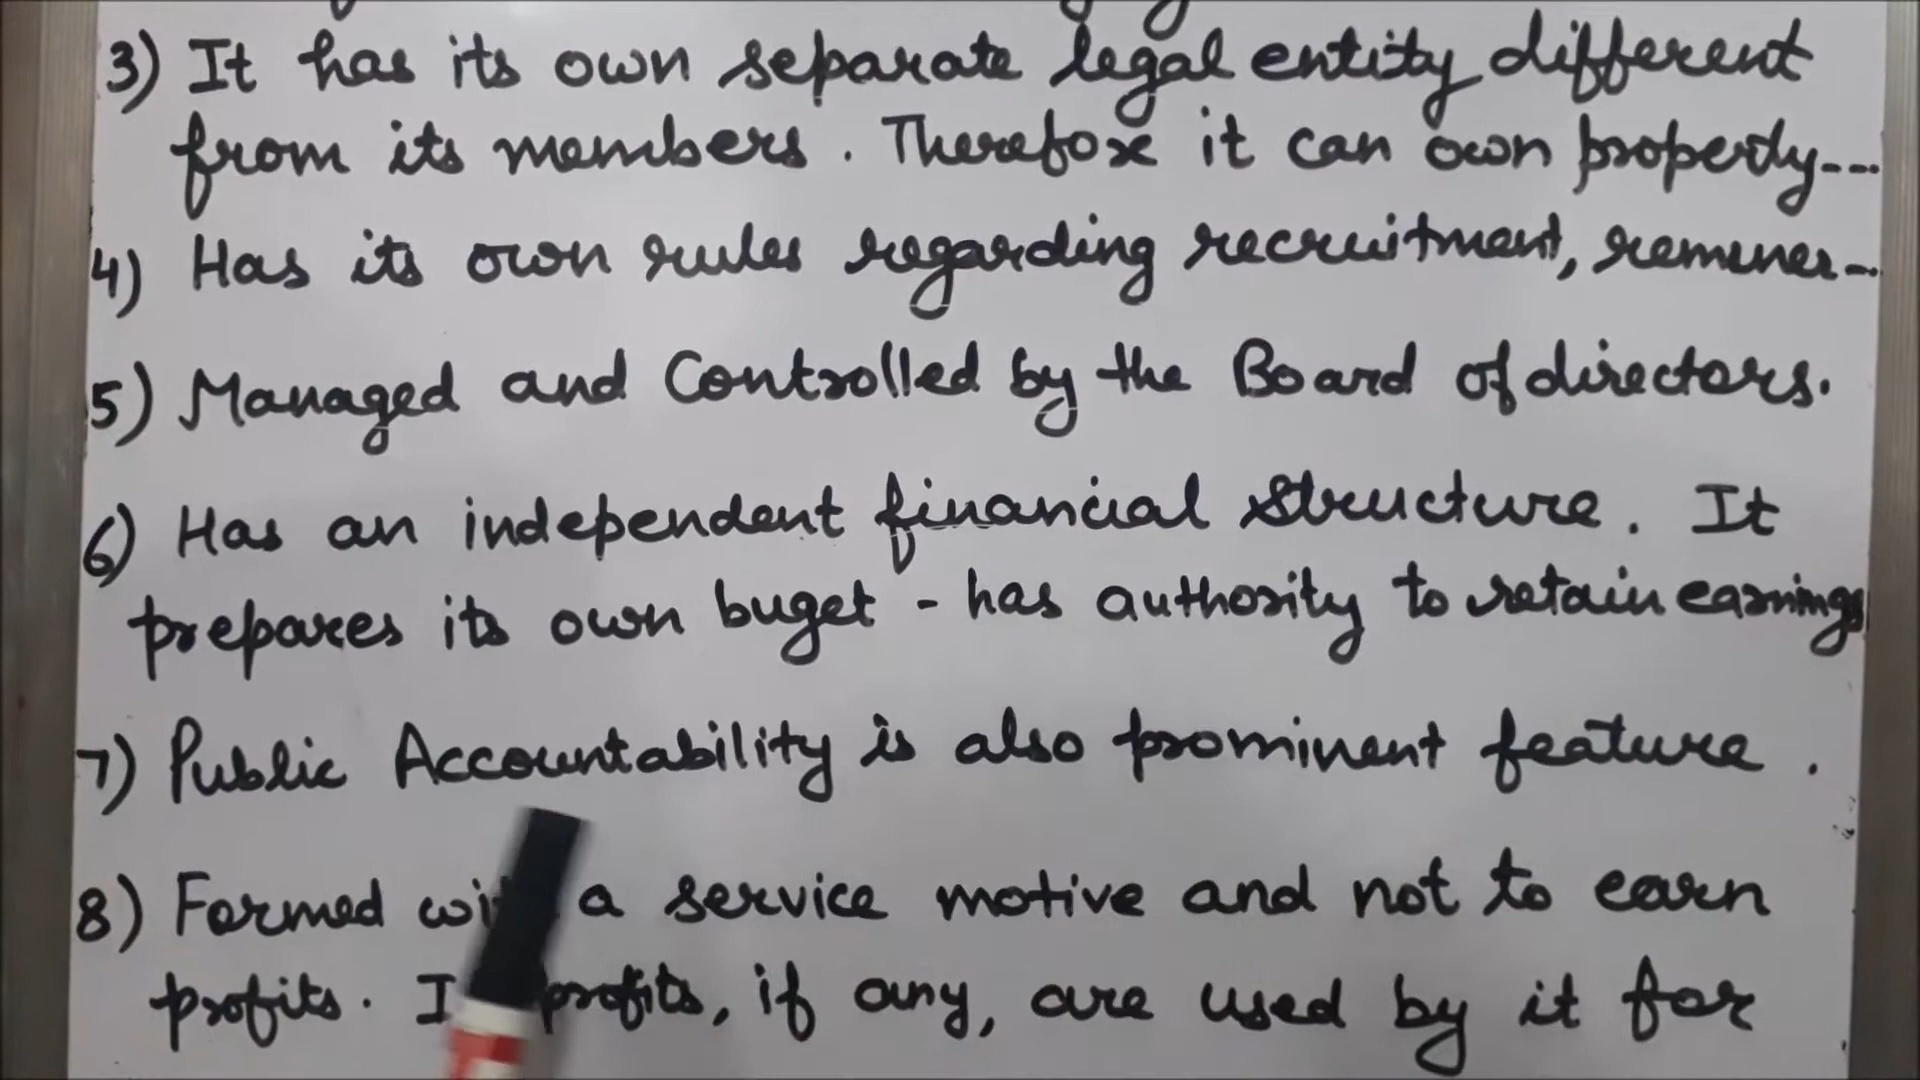 3) It has its own separate legal entity different
from its members. Therefore it can own property---
4) Has its own rules regarding recruitment, remuner--
5) Managed and Controlled by the Board of directors.
6) Has an independent financial structure. It
prepares its own buget - has authority to retain earnings
7) Public Accountability is also prominent feature.
8) Formed a service motive and not to earn
profits. profits, if any, are used by it for